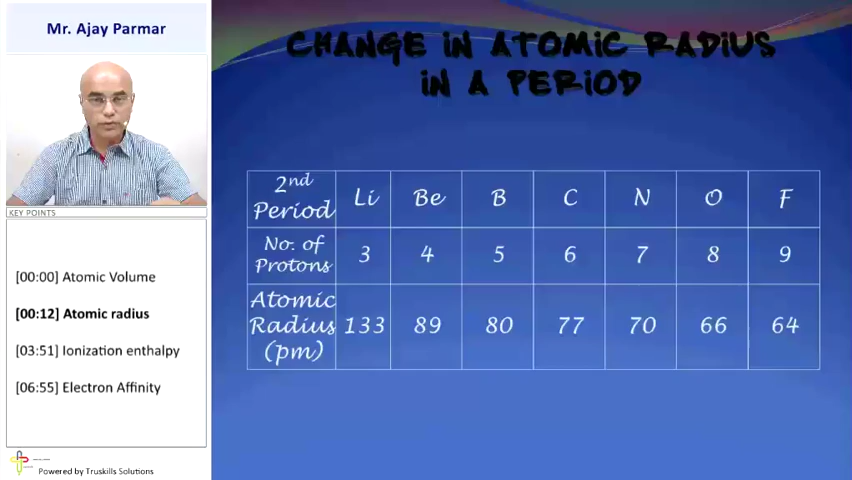 Mr. Ajay Parmar
CHANGE IN ATOMIC RADIUS
IN A PERIOD
KEY POINTS
[00:00] Atomic Volume
[00:12] Atomic radius
[03:51] Ionization enthalpy
[06:55] Electron Affinity
Powered by Truskills Solutions
2nd Period Li Be B C N O F
No. of Protons 3 4 5 6 7 8 9
Atomic Radius (pm) 133 89 80 77 70 66 64